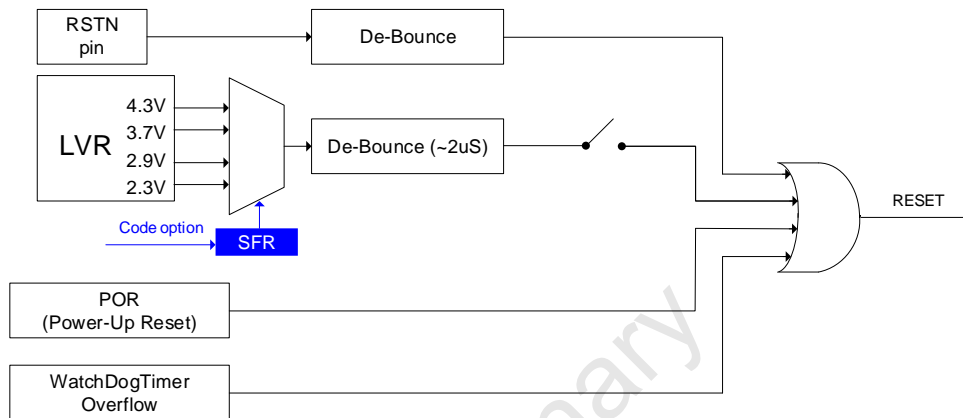 RSTN
pin
De-Bounce
LVR
4.3V
3.7V
2.9V
2.3V
De-Bounce (~2uS)
Code option
SFR
RESET
POR
(Power-Up Reset)
WatchDogTimer
Overflow